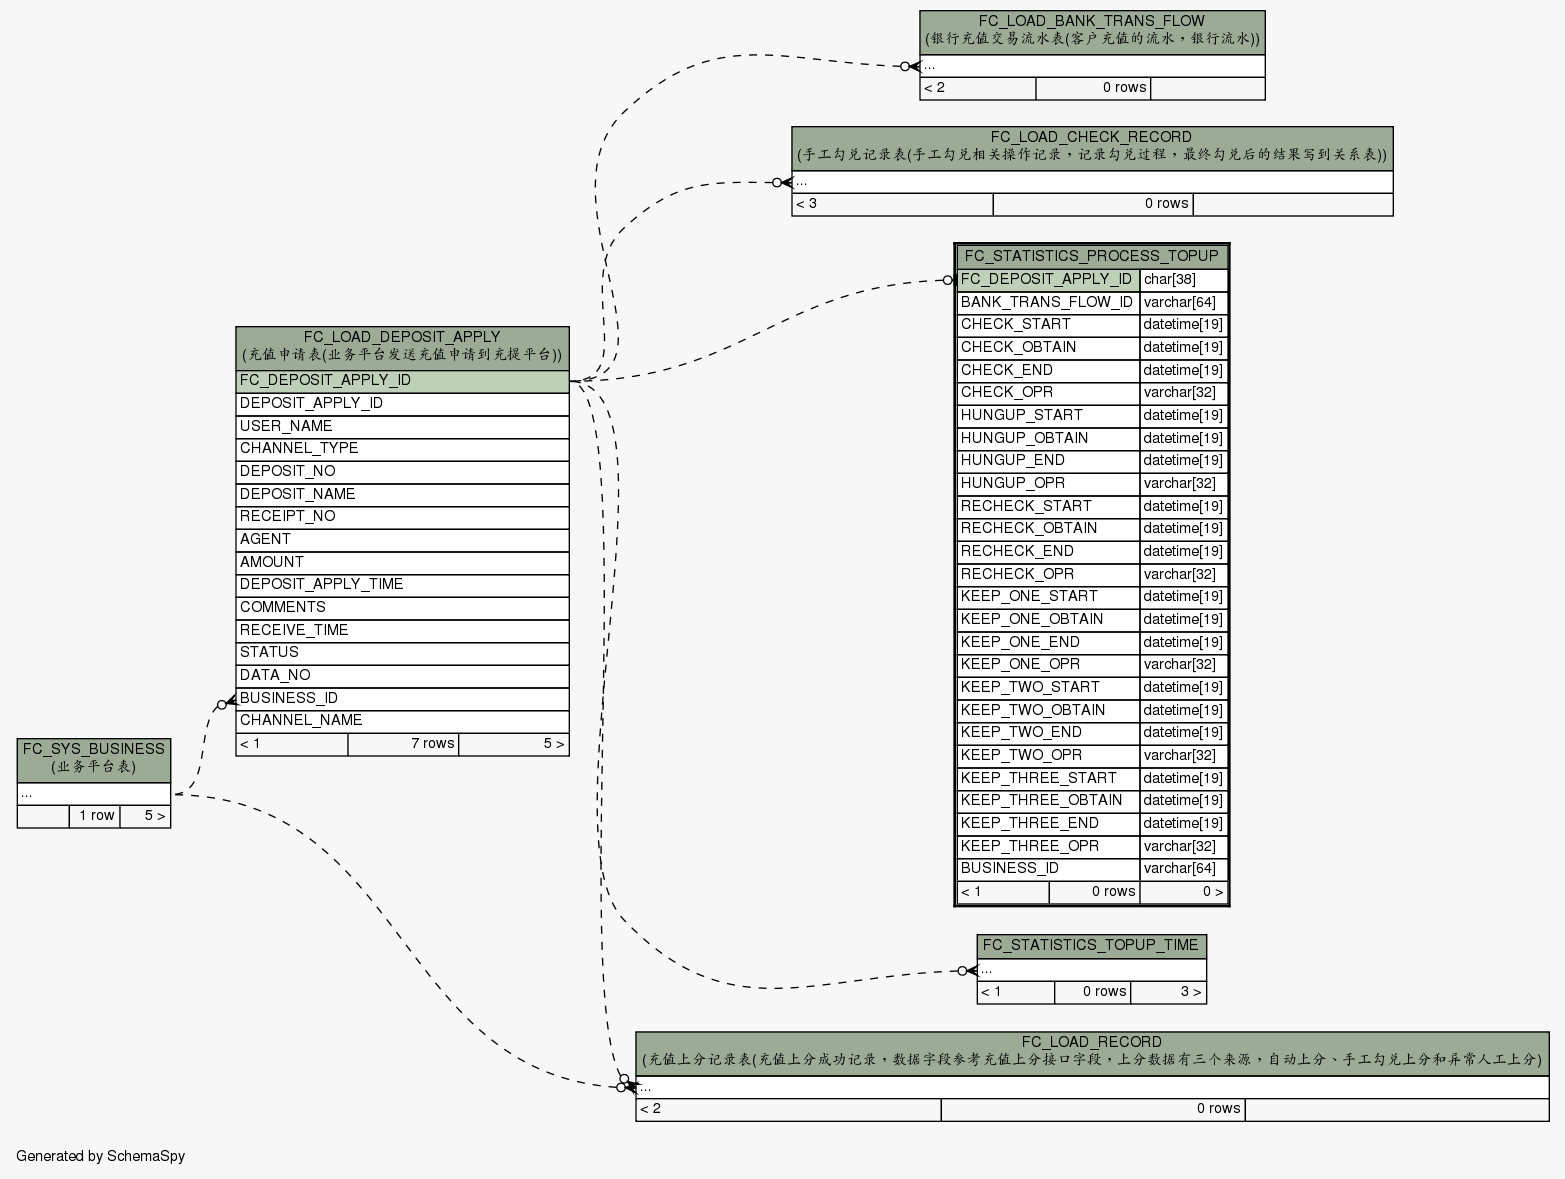 FC_LOAD_BANK_TRANS_FLOW
(银行充值交易流水表(客户充值的流水，银行流水))
...
< 2 0 rows
FC_LOAD_CHECK_RECORD
(手工勾兑记录表(手工勾兑相关操作记录，记录勾兑过程，最终勾兑后的结果写到关系表))
...
< 3 0 rows
FC_STATISTICS_PROCESS_TOPUP
FC_DEPOSIT_APPLY_ID char[38]
BANK_TRANS_FLOW_ID varchar[64]
CHECK_START datetime[19]
CHECK_OBTAIN datetime[19]
CHECK_END datetime[19]
CHECK_OPR varchar[32]
HUNGUP_START datetime[19]
HUNGUP_OBTAIN datetime[19]
HUNGUP_END datetime[19]
HUNGUP_OPR varchar[32]
RECHECK_START datetime[19]
RECHECK_OBTAIN datetime[19]
RECHECK_END datetime[19]
RECHECK_OPR varchar[32]
KEEP_ONE_START datetime[19]
KEEP_ONE_OBTAIN datetime[19]
KEEP_ONE_END datetime[19]
KEEP_ONE_OPR varchar[32]
KEEP_TWO_START datetime[19]
KEEP_TWO_OBTAIN datetime[19]
KEEP_TWO_END datetime[19]
KEEP_TWO_OPR varchar[32]
KEEP_THREE_START datetime[19]
KEEP_THREE_OBTAIN datetime[19]
KEEP_THREE_END datetime[19]
KEEP_THREE_OPR varchar[32]
BUSINESS_ID varchar[64]
< 1 0 rows 0 >
FC_LOAD_DEPOSIT_APPLY
(充值申请表(业务平台发送充值申请到充提平台))
FC_DEPOSIT_APPLY_ID
DEPOSIT_APPLY_ID
USER_NAME
CHANNEL_TYPE
DEPOSIT_NO
DEPOSIT_NAME
RECEIPT_NO
AGENT
AMOUNT
DEPOSIT_APPLY_TIME
COMMENTS
RECEIVE_TIME
STATUS
DATA_NO
BUSINESS_ID
CHANNEL_NAME
< 1 7 rows 5 >
FC_SYS_BUSINESS
(业务平台表)
...
1 row 5 >
FC_STATISTICS_TOPUP_TIME
...
< 1 0 rows 3 >
FC_LOAD_RECORD
(充值上分记录表(充值上分成功记录，数据字段参考充值上分接口字段，上分数据有三个来源，自动上分、手工勾兑上分和异常人工上分)
...
< 2 0 rows
Generated by SchemaSpy